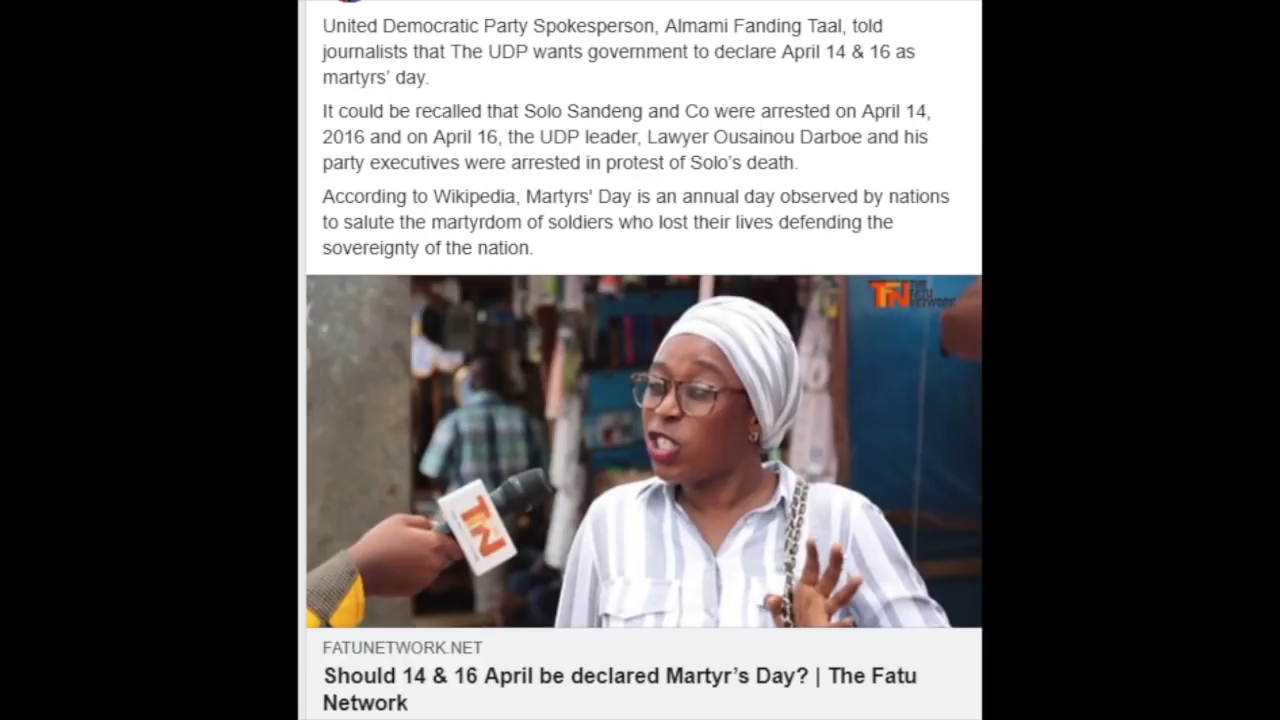 United Democratic Party Spokesperson, Almami Fanding Taal, told
journalists that The UDP wants government to declare April 14 & 16 as
martyrs’ day.
It could be recalled that Solo Sandeng and Co were arrested on April 14,
2016 and on April 16, the UDP leader, Lawyer Ousainou Darboe and his
party executives were arrested in protest of Solo’s death.
According to Wikipedia, Martyrs' Day is an annual day observed by nations
to salute the martyrdom of soldiers who lost their lives defending the
sovereignty of the nation.
TFN THE
FATU
NETWORK
TFN
FATUNETWORK.NET
Should 14 & 16 April be declared Martyr’s Day? | The Fatu
Network